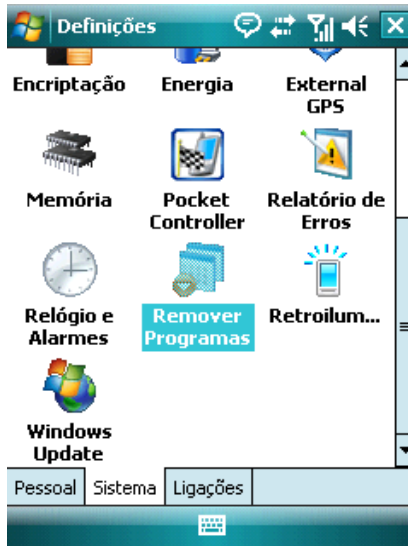 Definições
Encriptação
Energia
External
GPS
Memória
Pocket
Controller
Relatório de
Erros
Relógio e
Alarmes
Remover
Programas
Retroilum...
Windows
Update
Pessoal
Sistema
Ligações